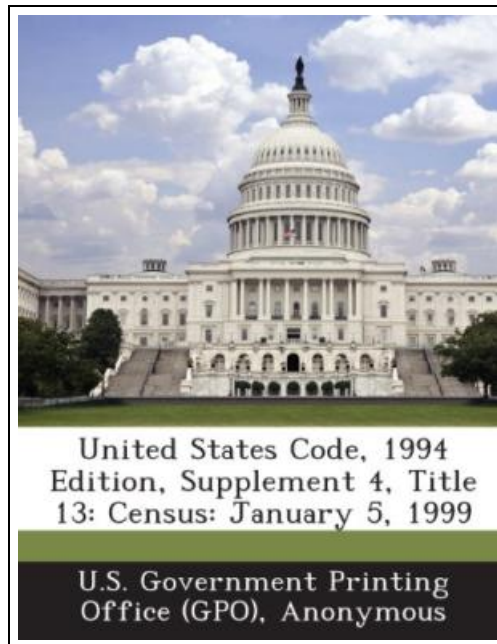 United States Code, 1994
Edition, Supplement 4, Title
13: Census: January 5, 1999
U.S. Government Printing
Office (GPO), Anonymous